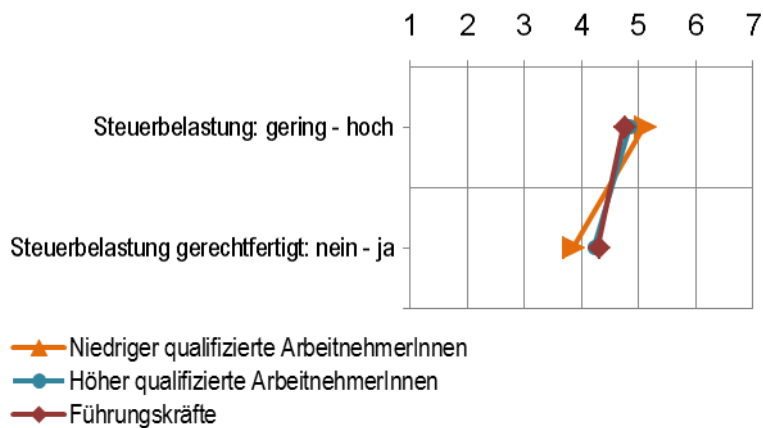 1 2 3 4 5 6 7
Steuerbelastung: gering - hoch
Steuerbelastung gerechtfertigt: nein - ja
Niedriger qualifizierte ArbeitnehmerInnen
Höher qualifizierte ArbeitnehmerInnen
Führungskräfte